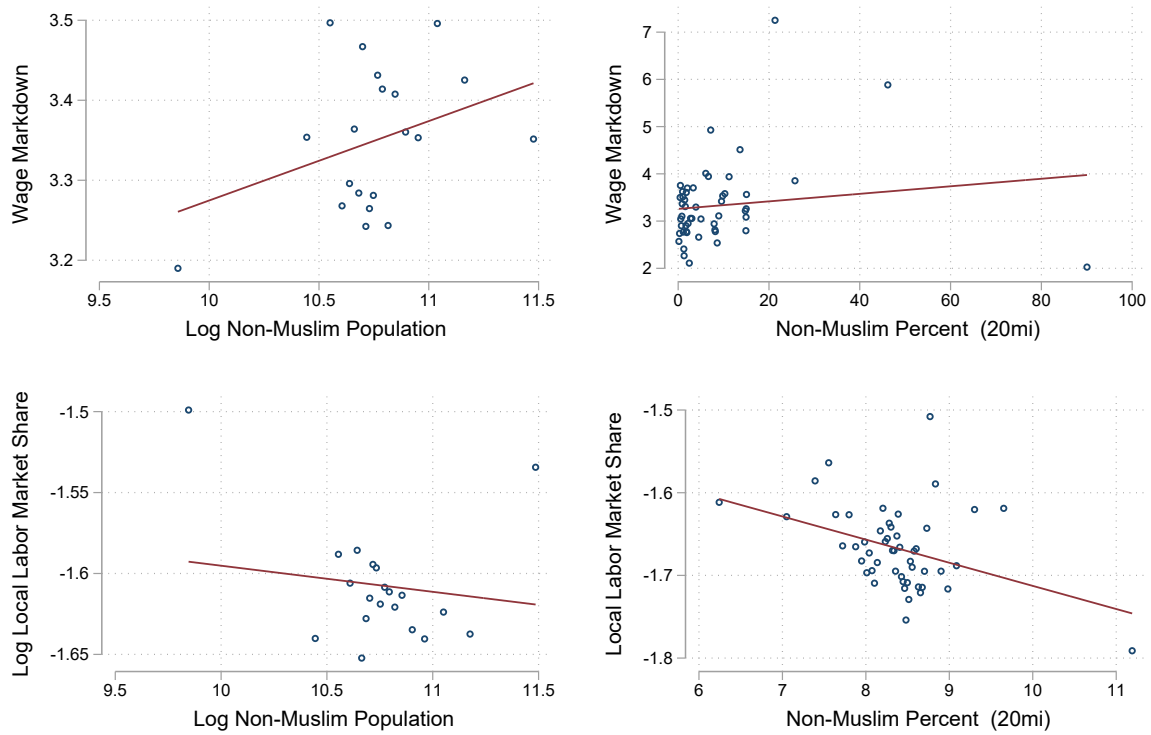 Wage Markdown
3.5
3.4
3.3
3.2
9.5 10 10.5 11 11.5
Log Non-Muslim Population
Wage Markdown
7
6
5
4
3
2
0 20 40 60 80 100
Non-Muslim Percent (20mi)
Log Local Labor Market Share
-1.5
-1.55
-1.6
-1.65
9.5 10 10.5 11 11.5
Log Non-Muslim Population
Local Labor Market Share
-1.5
-1.6
-1.7
-1.8
6 7 8 9 10 11
Non-Muslim Percent (20mi)